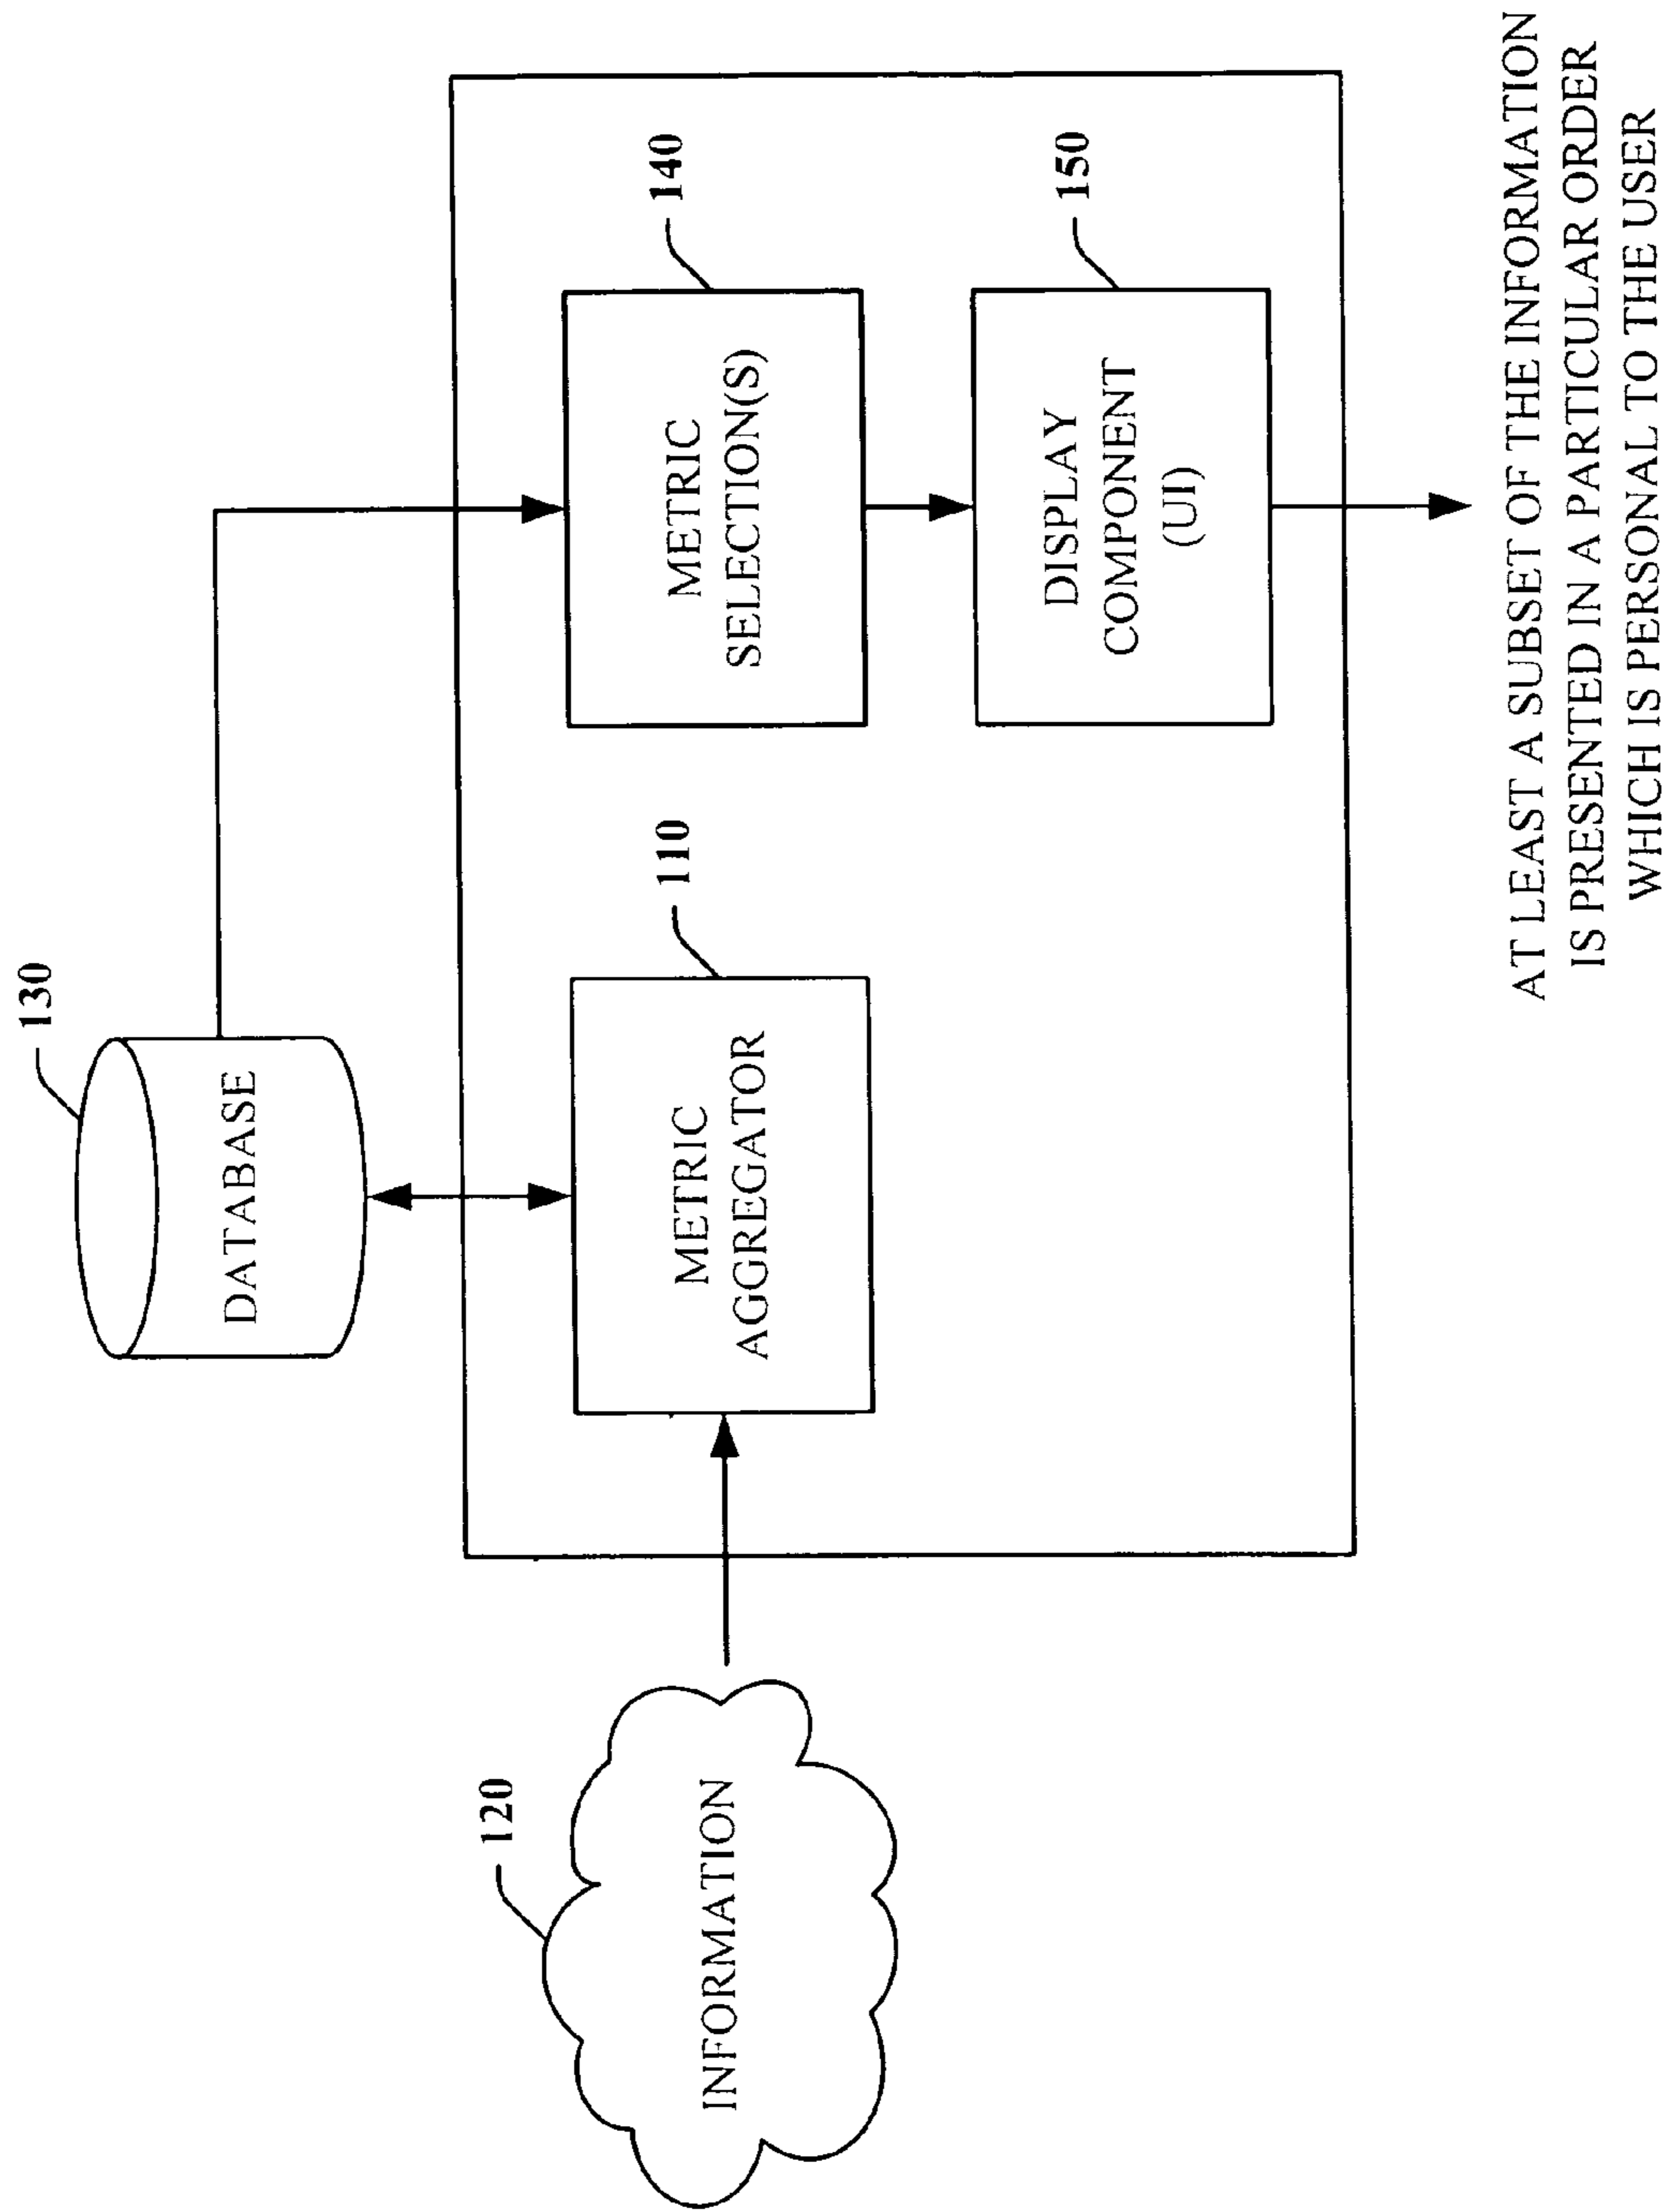 130
DATABASE
120
INFORMATION
110
METRIC
AGGREGATOR
140
METRIC
SELECTION(S)
150
DISPLAY
COMPONENT
(UI)
AT LEAST A SUBSET OF THE INFORMATION
IS PRESENTED IN A PARTICULAR ORDER
WHICH IS PERSONAL TO THE USER